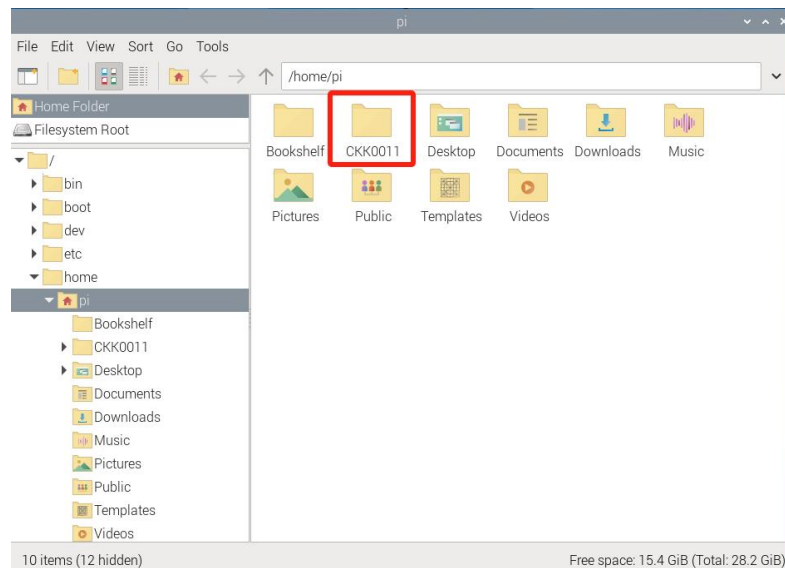 pi
File Edit View Sort Go Tools
/home/pi
Home Folder
Filesystem Root
/
bin
boot
dev
etc
home
pi
Bookshelf
CKK0011
Desktop
Documents
Downloads
Music
Pictures
Public
Templates
Videos
Bookshelf CKK0011 Desktop Documents Downloads Music
Pictures Public Templates Videos
10 items (12 hidden) Free space: 15.4 GiB (Total: 28.2 GiB)